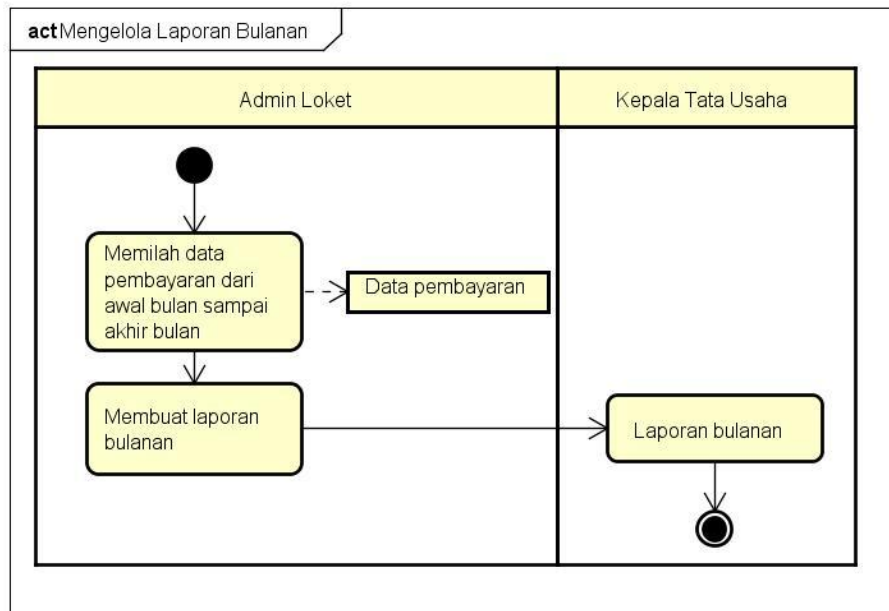 act Mengelola Laporan Bulanan
Admin Loket
Kepala Tata Usaha
Memilah data
pembayaran dari
awal bulan sampai
akhir bulan
Data pembayaran
Membuat laporan
bulanan
Laporan bulanan